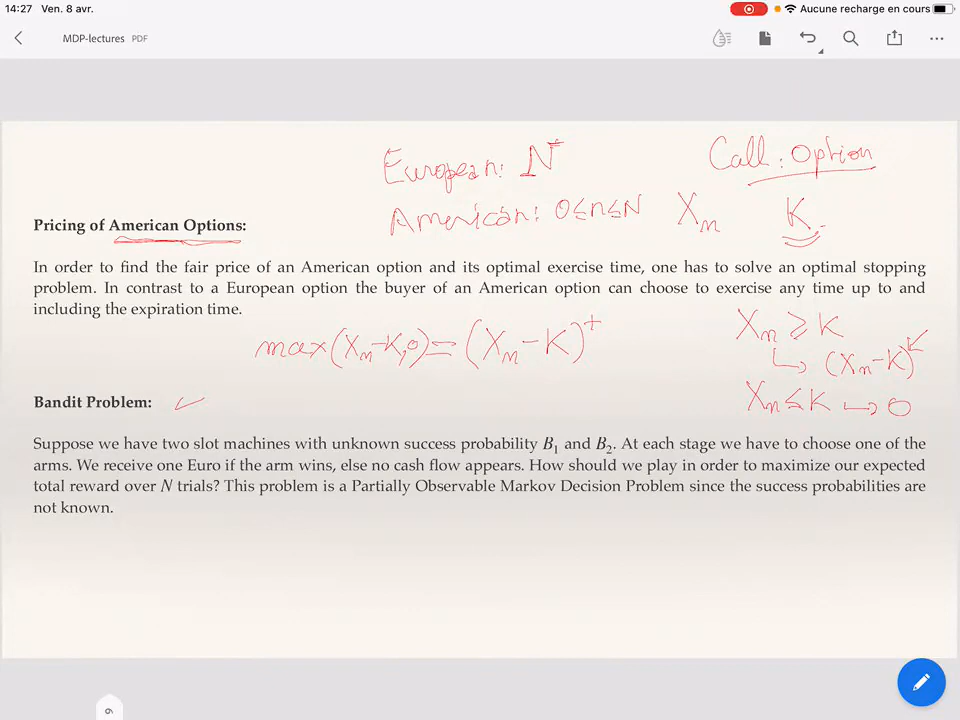 14:27 Ven. 8 avr.
Aucune recharge en cours
MDP-lectures PDF
European: N
Call : option
American: 0≤n≤N Xn K
Pricing of American Options:
In order to find the fair price of an American option and its optimal exercise time, one has to solve an optimal stopping
problem. In contrast to a European option the buyer of an American option can choose to exercise any time up to and
including the expiration time.
Xn ≥ K
max(Xn-K,0) = (Xn-K)⁺
↳ (Xn-K)
Xn ≤ K ↪ 0
Bandit Problem:
Suppose we have two slot machines with unknown success probability B₁ and B₂. At each stage we have to choose one of the
arms. We receive one Euro if the arm wins, else no cash flow appears. How should we play in order to maximize our expected
total reward over N trials? This problem is a Partially Observable Markov Decision Problem since the success probabilities are
not known.
6